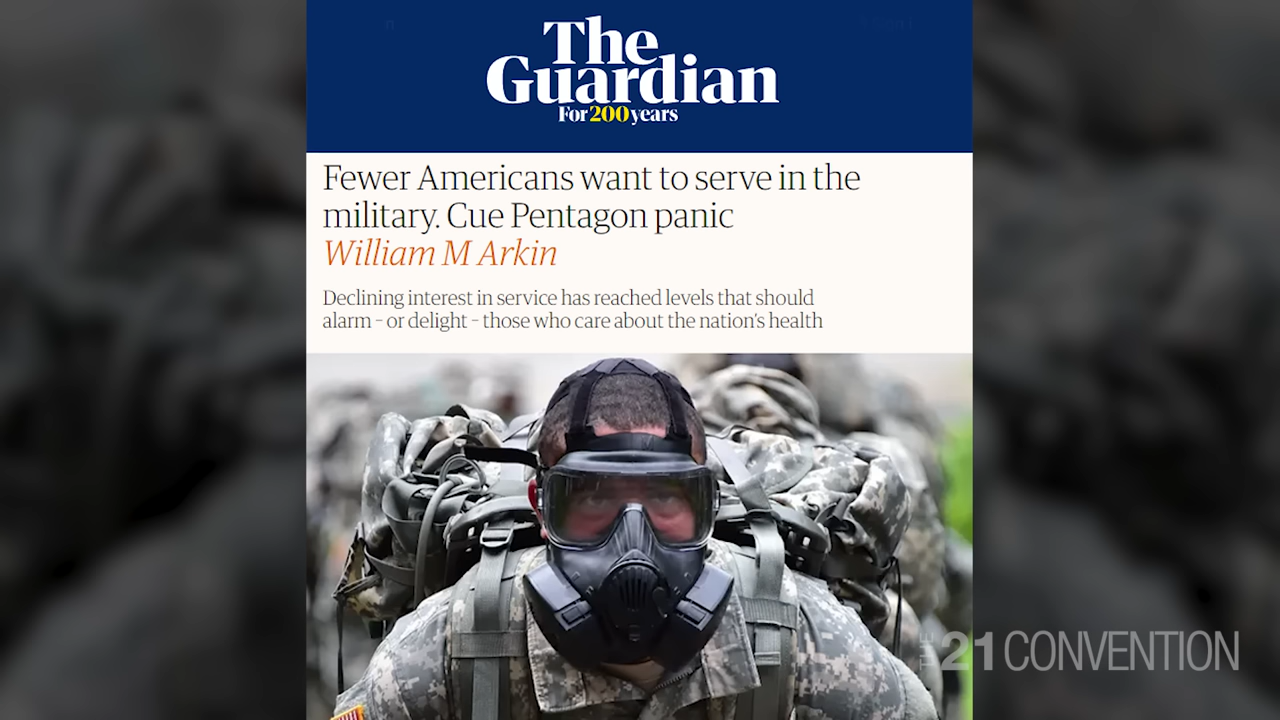 The
Guardian
For 200 years
Fewer Americans want to serve in the
military. Cue Pentagon panic
William M Arkin
Declining interest in service has reached levels that should
alarm – or delight – those who care about the nation's health
THE 21 CONVENTION